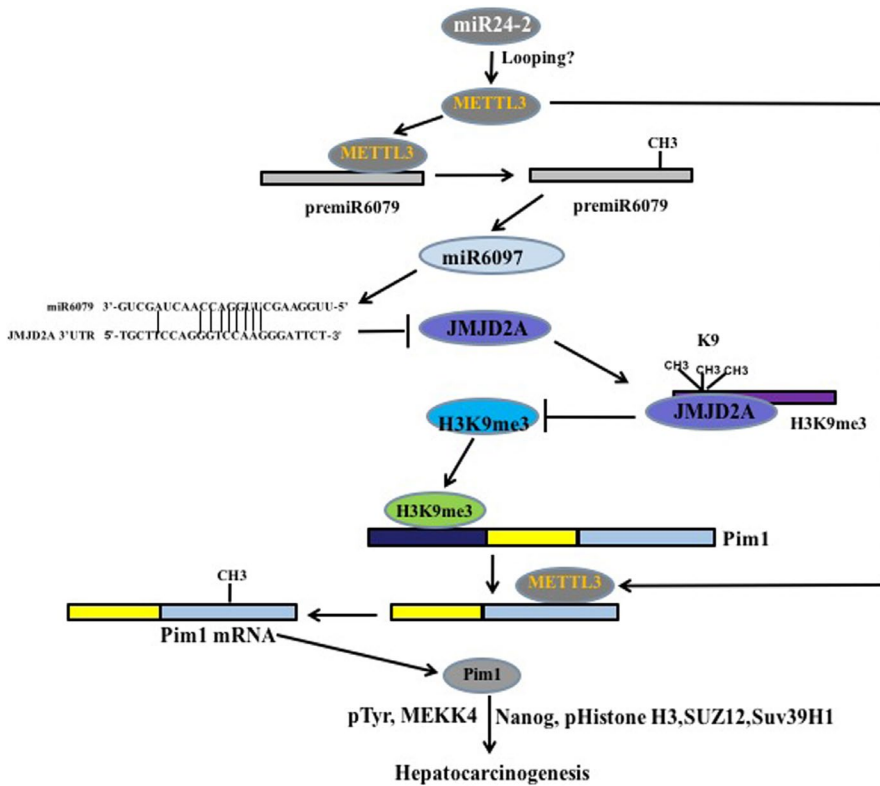 miR24-2
Looping?
METTL3
METTL3
CH3
premiR6079
premiR6079
miR6097
miR6079 3'-GUCGAUCAACCAGGUUCGAAGGUU-5'
JMJD2A 3'UTR 5'-TGCTTCCAGGGTCCAAGGGATTCT-3'
JMJD2A
K9
CH3 CH3 CH3
JMJD2A
H3K9me3
H3K9me3
H3K9me3
Pim1
METTL3
CH3
Pim1 mRNA
Pim1
pTyr, MEKK4
Nanog, pHistone H3,SUZ12,Suv39H1
Hepatocarcinogenesis